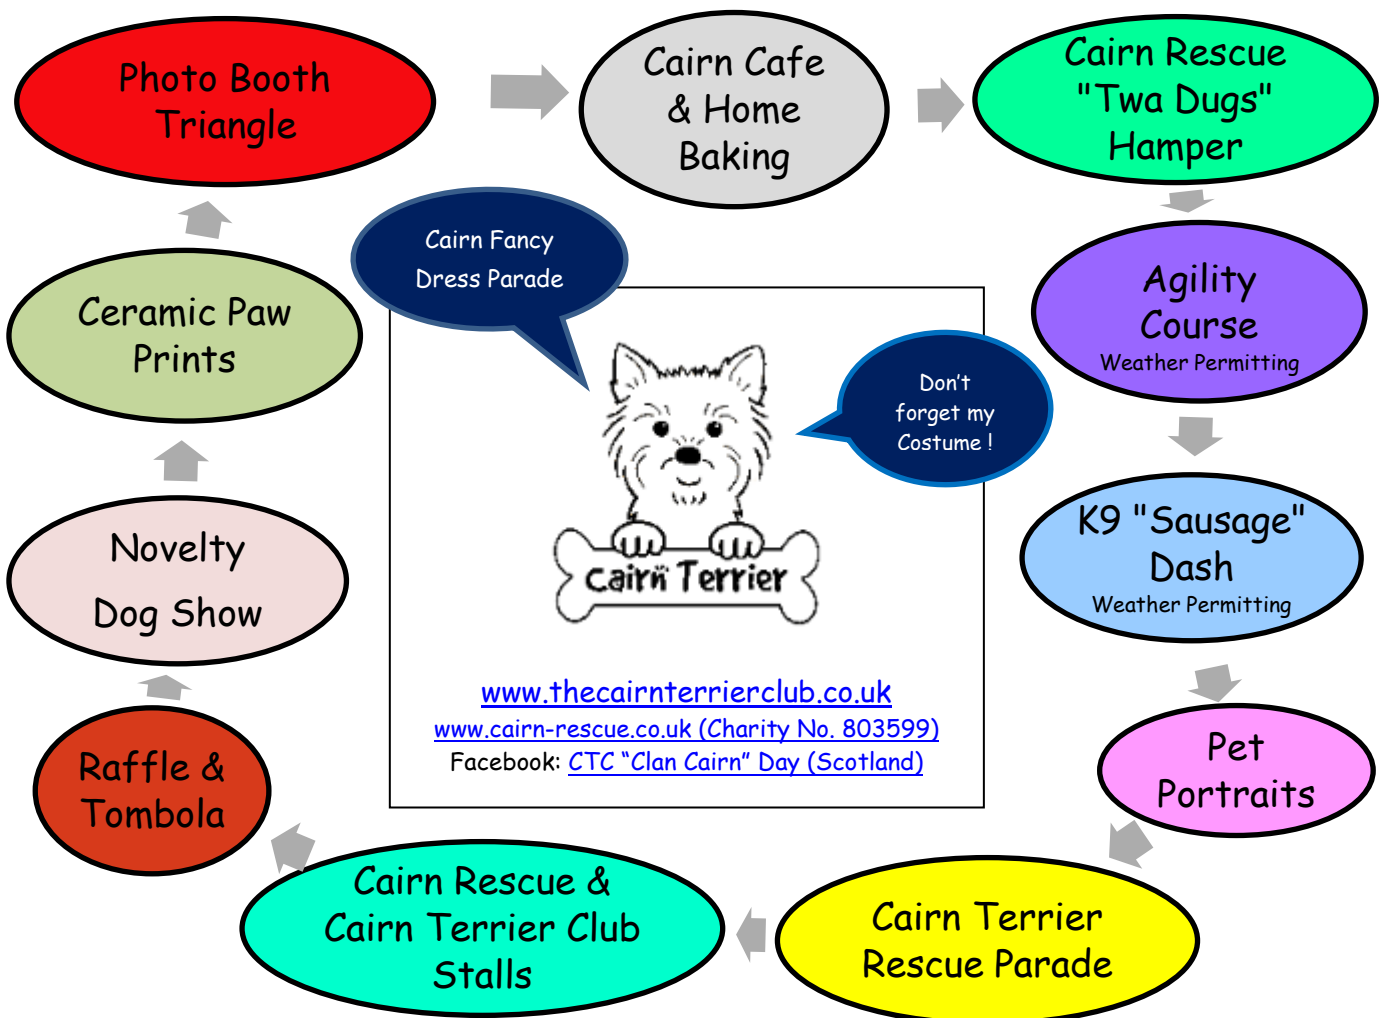 Photo Booth
Triangle
Cairn Cafe
& Home
Baking
Cairn Rescue
"Twa Dugs"
Hamper
Agility
Course
Weather Permitting
K9 "Sausage"
Dash
Weather Permitting
Pet
Portraits
Cairn Terrier
Rescue Parade
Cairn Rescue &
Cairn Terrier Club
Stalls
Raffle &
Tombola
Novelty
Dog Show
Ceramic Paw
Prints
Cairn Fancy
Dress Parade
Don't
forget my
Costume !
Cairn Terrier
www.thecairnterrierclub.co.uk
www.cairn-rescue.co.uk (Charity No. 803599)
Facebook: CTC “Clan Cairn” Day (Scotland)